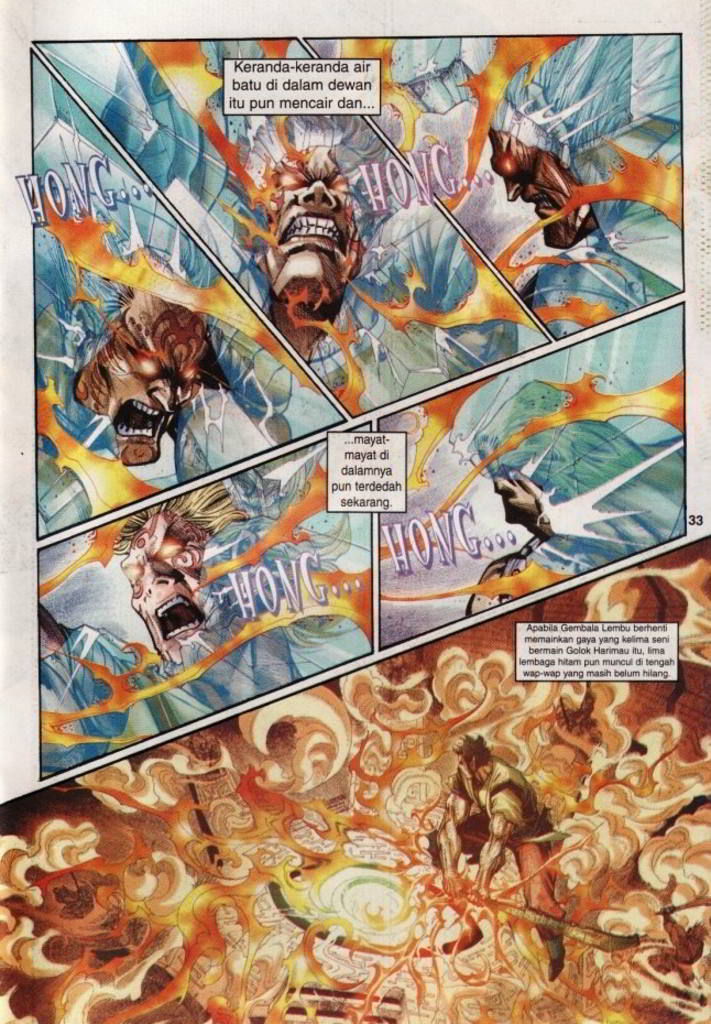 Keranda-keranda air
batu di dalam dewan
itu pun mencair dan...
HONG...
HONG...
...mayat-
mayat di
dalamnya
pun terdedah
sekarang.
HONG...
HONG...
33
Apabila Gembala Lembu berhenti
memainkan gaya yang kelima seni
bermain Golok Harimau itu, lima
lembaga hitam pun muncul di tengah
wap-wap yang masih belum hilang.